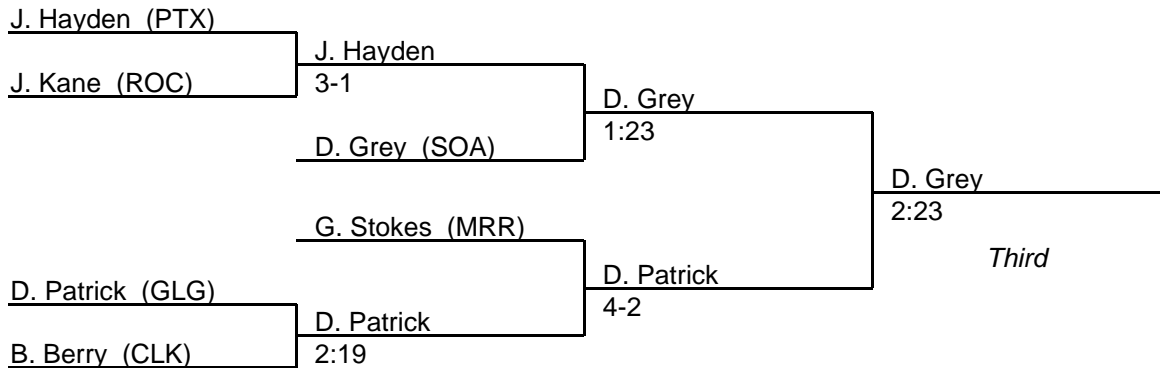 J. Hayden (PTX)
J. Hayden
J. Kane (ROC)
3-1
D. Grey
1:23
D. Grey (SOA)
D. Grey
2:23
G. Stokes (MRR)
Third
D. Patrick
D. Patrick (GLG)
4-2
D. Patrick
B. Berry (CLK)
2:19